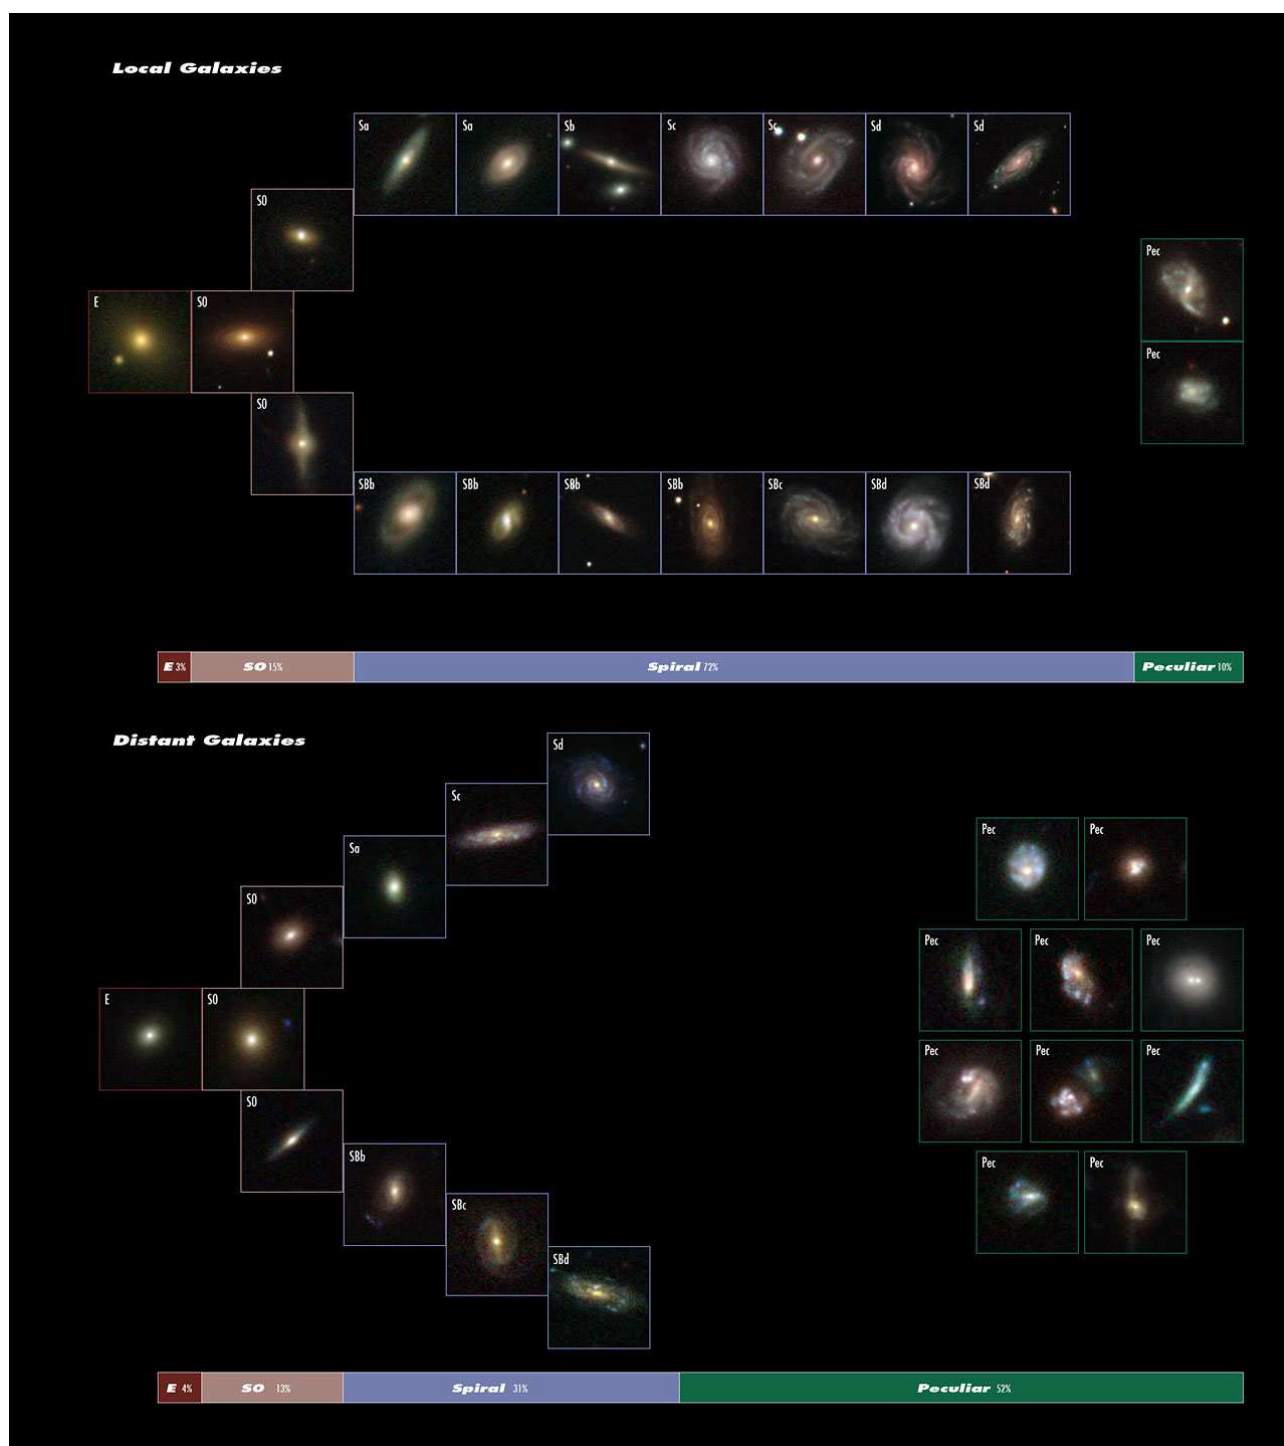 Local Galaxies
Sa Sa Sb Sc Sc Sd Sd
S0
Pec
E S0
Pec
S0
SBb SBb SBb SBb SBc SBd SBd
E 3% SO 15% Spiral 72% Peculiar 10%
Distant Galaxies
Sd
Sc
Pec Pec
Sa
S0
Pec Pec Pec
E S0
Pec Pec Pec
S0
SBb
Pec Pec
SBc
SBd
E 4% SO 13% Spiral 31% Peculiar 52%